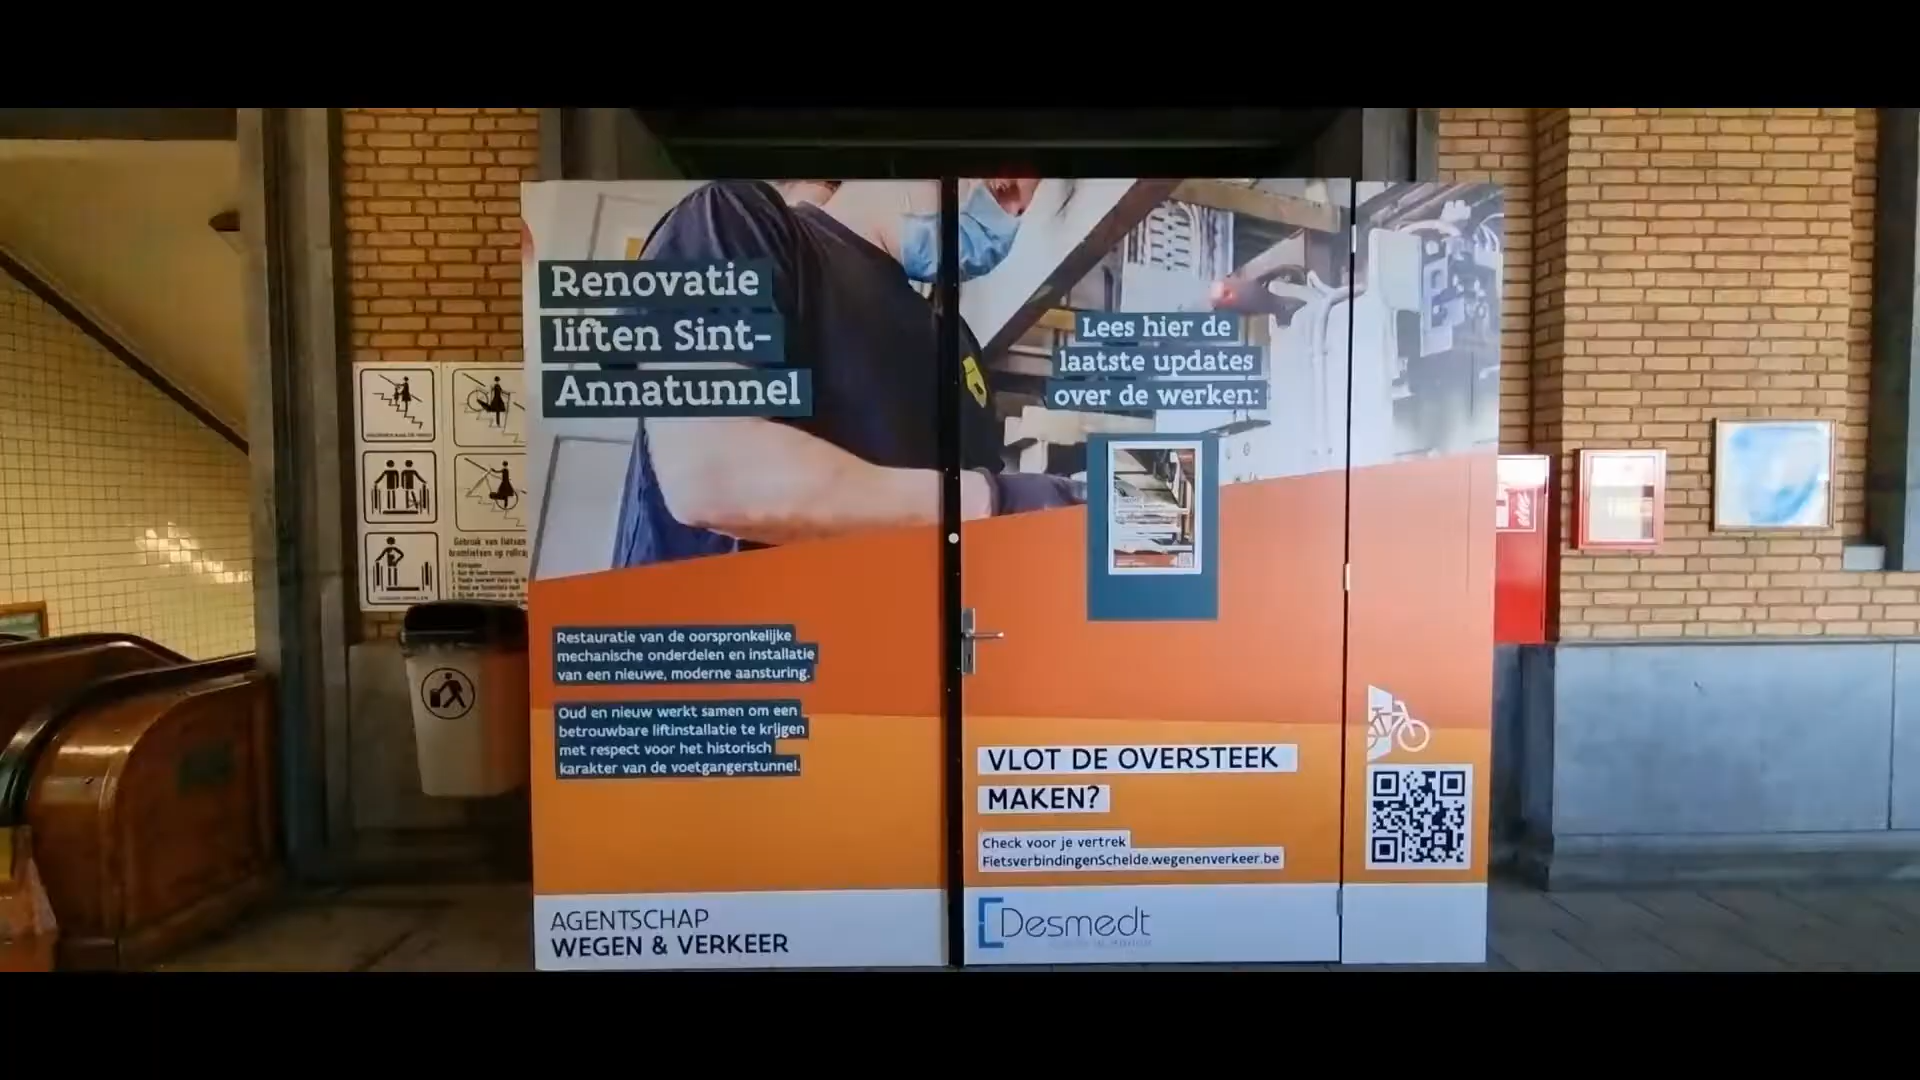 Renovatie
liften Sint-
Annatunnel
Lees hier de
laatste updates
over de werken:
Gebruik van fietsen
bromfietsen op
Restauratie van de oorspronkelijke
mechanische onderdelen en installatie
van een nieuwe, moderne aansturing.
Oud en nieuw werkt samen om een
betrouwbare liftinstallatie te krijgen
met respect voor het historisch
karakter van de voetgangerstunnel.
VLOT DE OVERSTEEK
MAKEN?
Check voor je vertrek
FietsverbindingenSchelde.wegenenverkeer.be
AGENTSCHAP
WEGEN & VERKEER
Desmedt